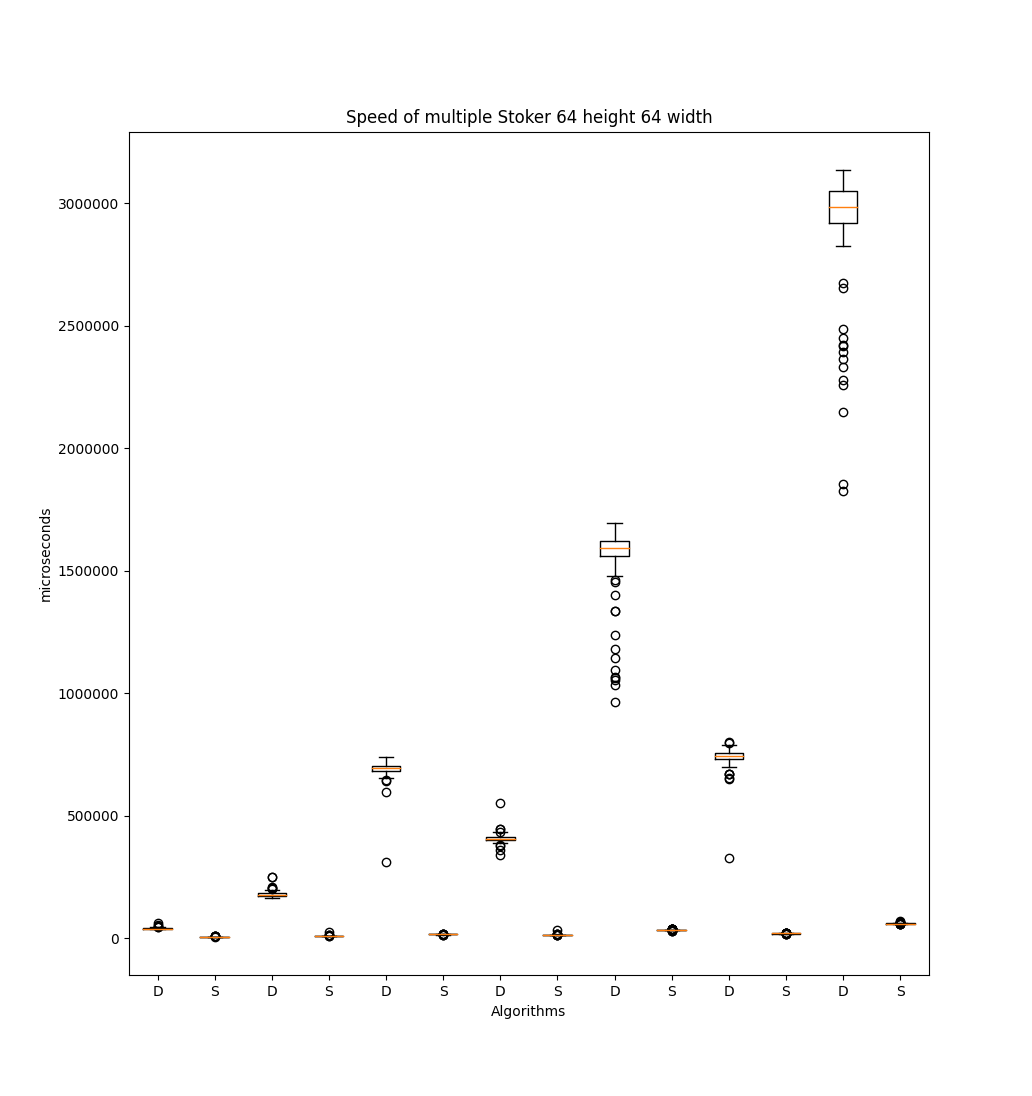 Speed of multiple Stoker 64 height 64 width
3000000
2500000
2000000
1500000
1000000
500000
0
microseconds
D S D S D S D S D S D S D S
Algorithms